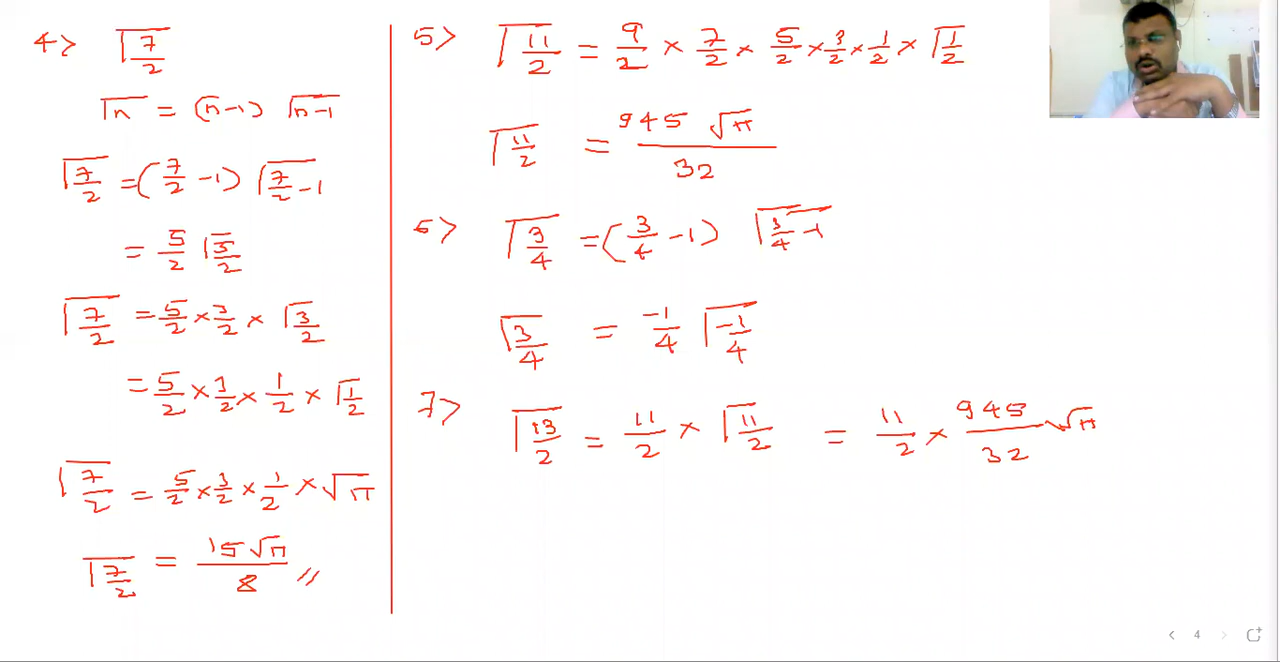 4> Γ7/2
Γn = (n-1) Γn-1
Γ7/2 = (7/2 -1) Γ7/2 -1
= 5/2 Γ5/2
Γ7/2 = 5/2 × 3/2 × Γ3/2
= 5/2 × 3/2 × 1/2 × Γ1/2
Γ7/2 = 5/2 × 3/2 × 1/2 × √π
Γ7/2 = 15√π/8 //
5> Γ11/2 = 9/2 × 7/2 × 5/2 × 3/2 × 1/2 × Γ1/2
Γ11/2 = 945 √π/32
6> Γ3/4 = (3/4 -1) Γ3/4 -1
Γ3/4 = -1/4 Γ-1/4
7> Γ13/2 = 11/2 × Γ11/2 = 11/2 × 945/32 √π
< 4 >